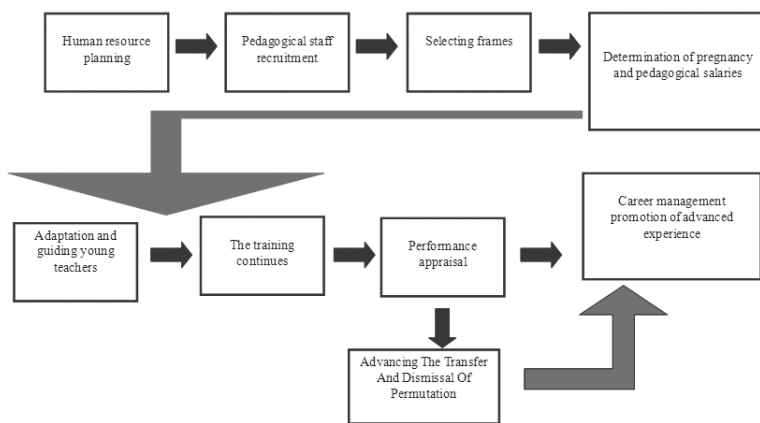 Human resource
planning
Pedagogical staff
recruitment
Selecting frames
Determination of pregnancy
and pedagogical salaries
Adaptation and
guiding young
teachers
The training
continues
Performance
appraisal
Career management
promotion of advanced
experience
Advancing The Transfer
And Dismissal Of
Permutation